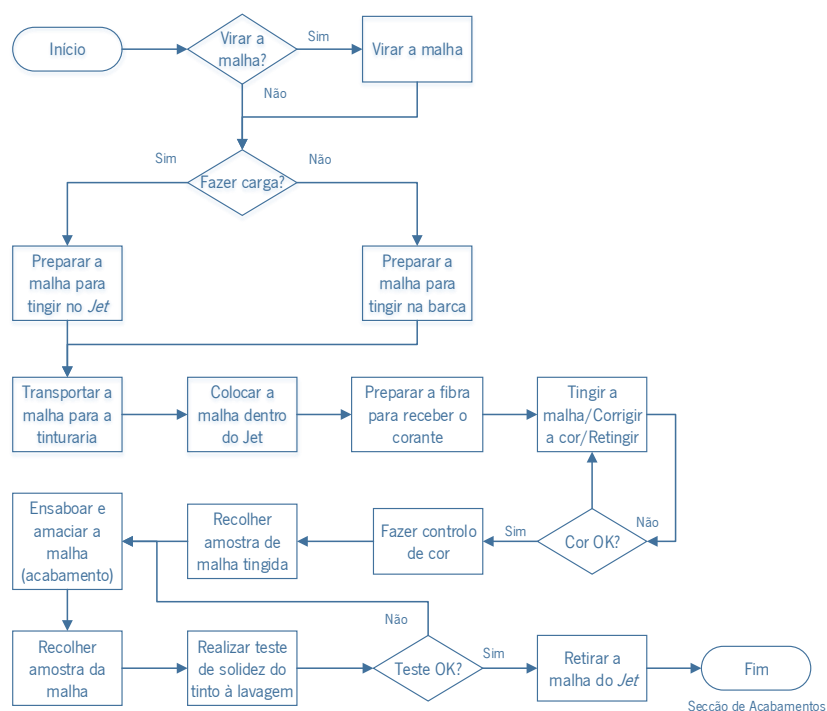 Início
Virar a
malha?
Sim
Virar a malha
Não
Sim
Não
Fazer carga?
Preparar a
malha para
tingir no Jet
Preparar a
malha para
tingir na barca
Transportar a
malha para a
tinturaria
Colocar a
malha dentro
do Jet
Preparar a fibra
para receber o
corante
Tingir a
malha/Corrigir
a cor/Retingir
Ensaboar e
amaciar a
malha
(acabamento)
Recolher
amostra de
malha tingida
Fazer controlo
de cor
Sim
Cor OK?
Não
Recolher
amostra da
malha
Realizar teste
de solidez do
tinto à lavagem
Não
Teste OK?
Sim
Retirar a
malha do Jet
Fim
Secção de Acabamentos